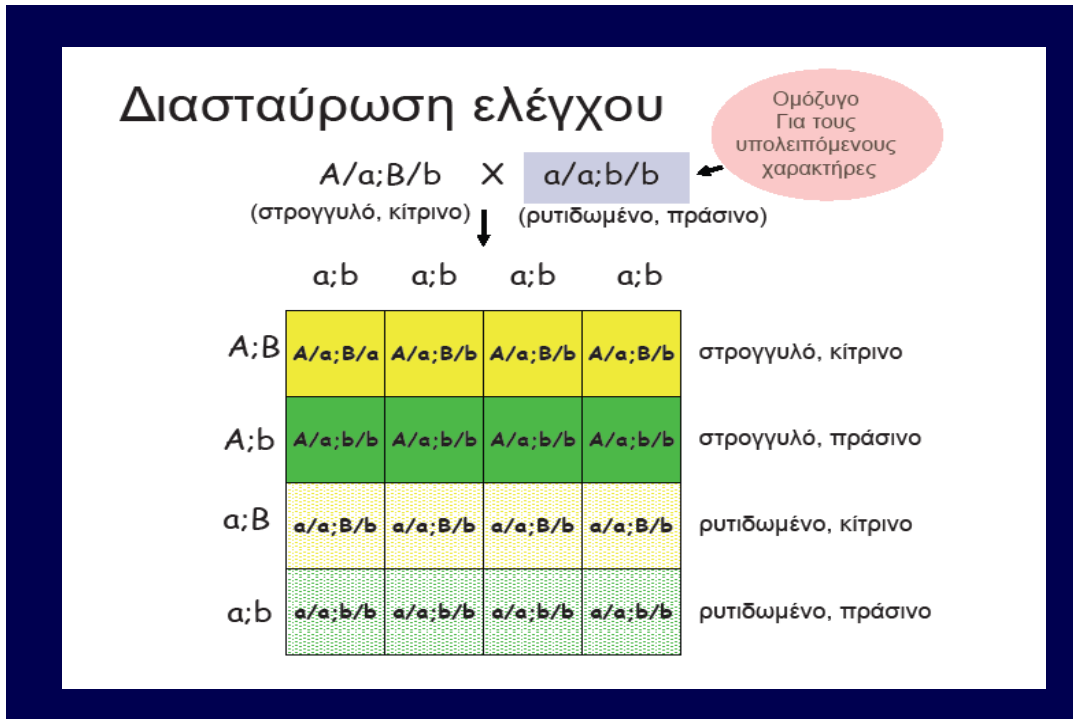 Διασταύρωση ελέγχου
Ομόζυγο
Για τους
υπολειπόμενους
χαρακτήρες
A/a;B/b X a/a;b/b
(στρογγυλό, κίτρινο) (ρυτιδωμένο, πράσινο)
a;b a;b a;b a;b
A;B A/a;B/a A/a;B/b A/a;B/b A/a;B/b στρογγυλό, κίτρινο
A;b A/a;b/b A/a;b/b A/a;b/b A/a;b/b στρογγυλό, πράσινο
a;B a/a;B/b a/a;B/b a/a;B/b a/a;B/b ρυτιδωμένο, κίτρινο
a;b a/a;b/b a/a;b/b a/a;b/b a/a;b/b ρυτιδωμένο, πράσινο